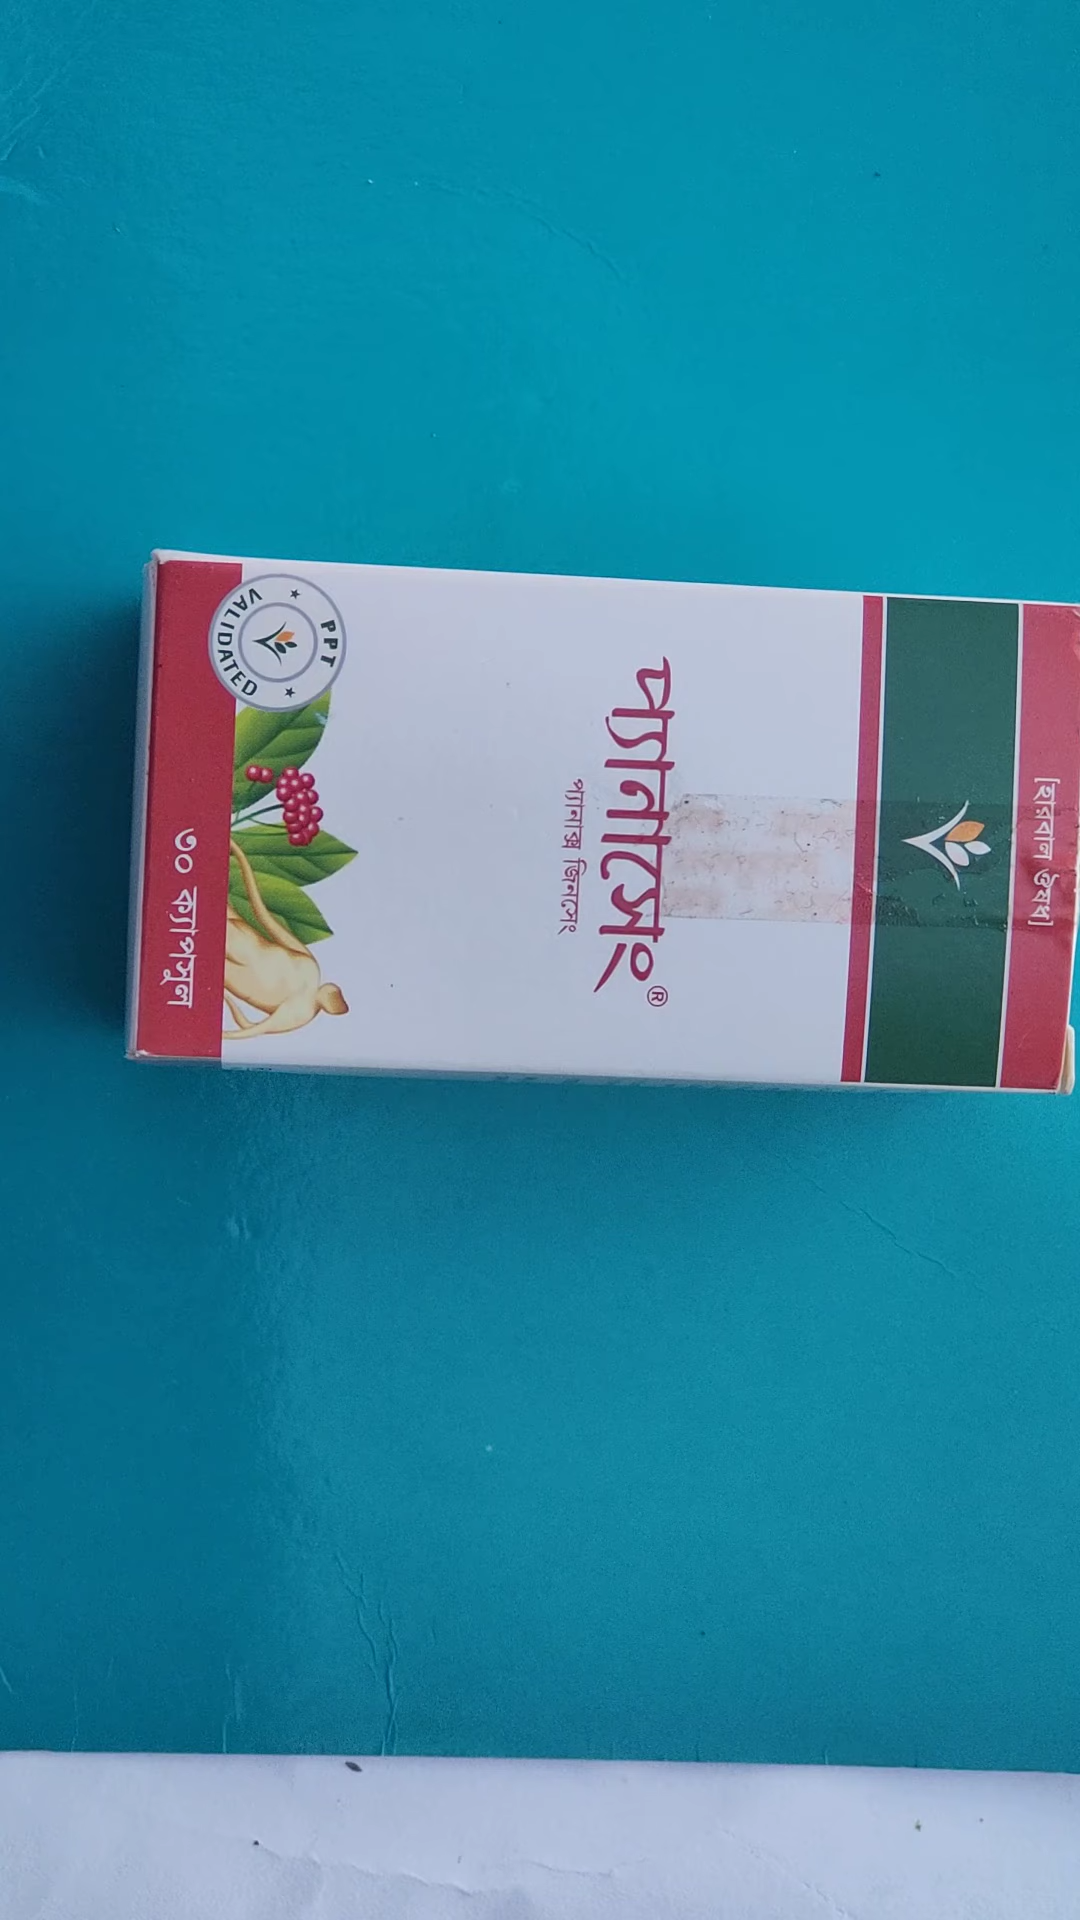 [হারবাল ঔষধ]
প্যানাসেং®
প্যানাক্স জিনসেং
PPT
VALIDATED
৩০ ক্যাপসুল